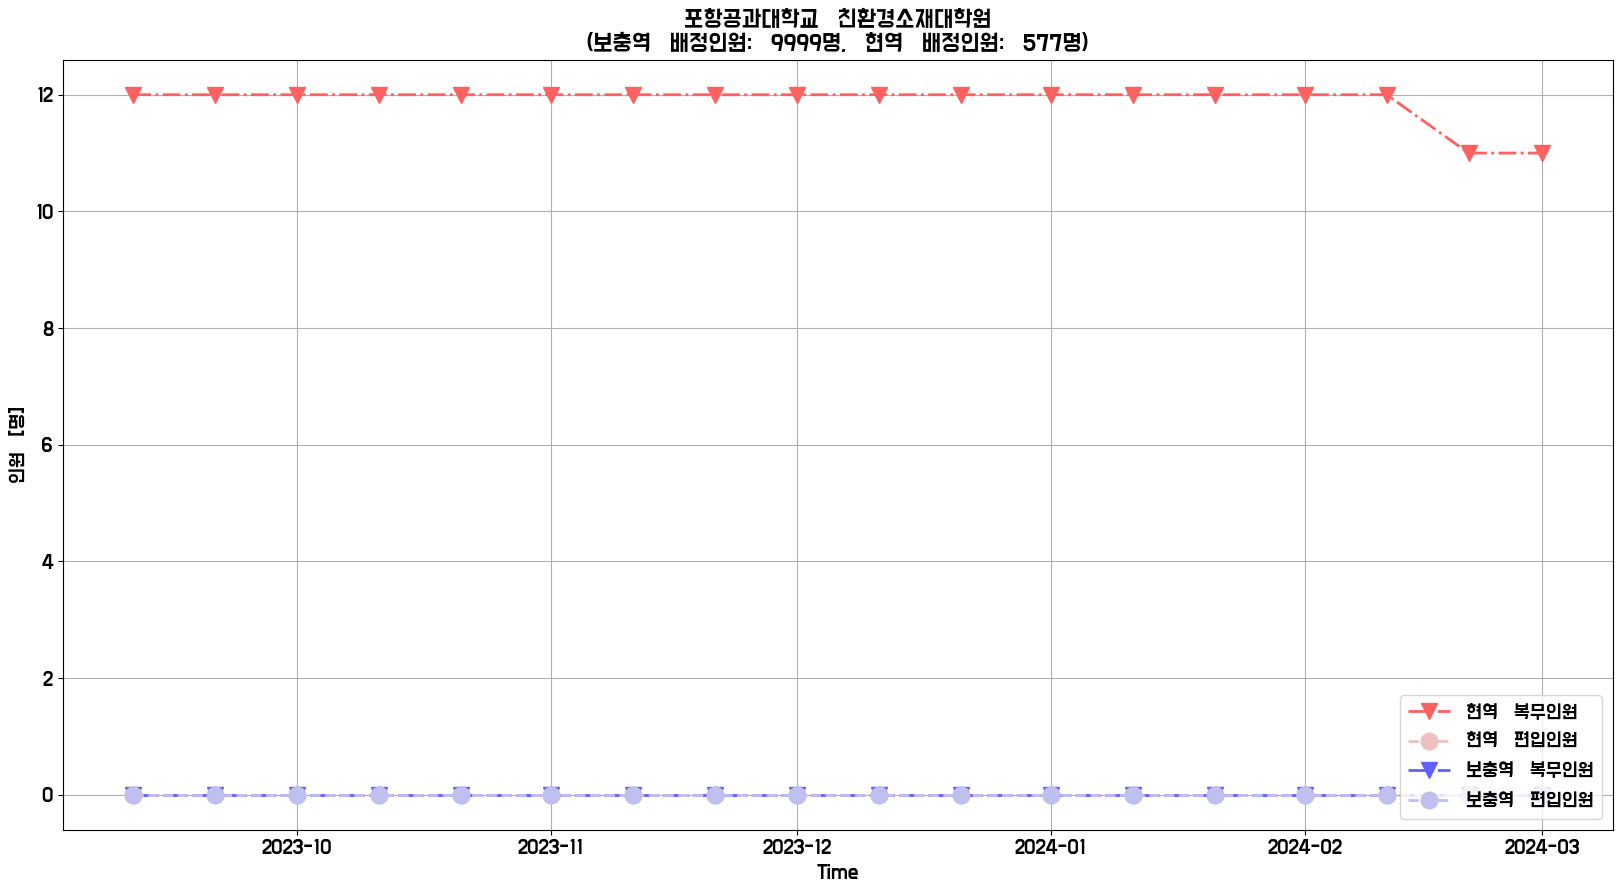 포항공과대학교 친환경소재대학원
(보충역 배정인원: 9999명, 현역 배정인원: 577명)
12
10
8
6
4
2
0
인원 [명]
현역 복무인원
현역 편입인원
보충역 복무인원
보충역 편입인원
2023-10 2023-11 2023-12 2024-01 2024-02 2024-03
Time